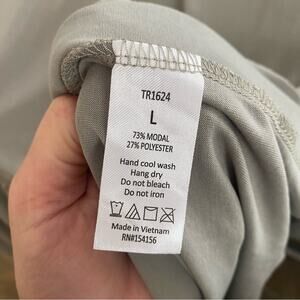 TR1624
L
73% MODAL
27% POLYESTER
Hand cool wash
Hang dry
Do not bleach
Do not iron
Made in Vietnam
RN#154156